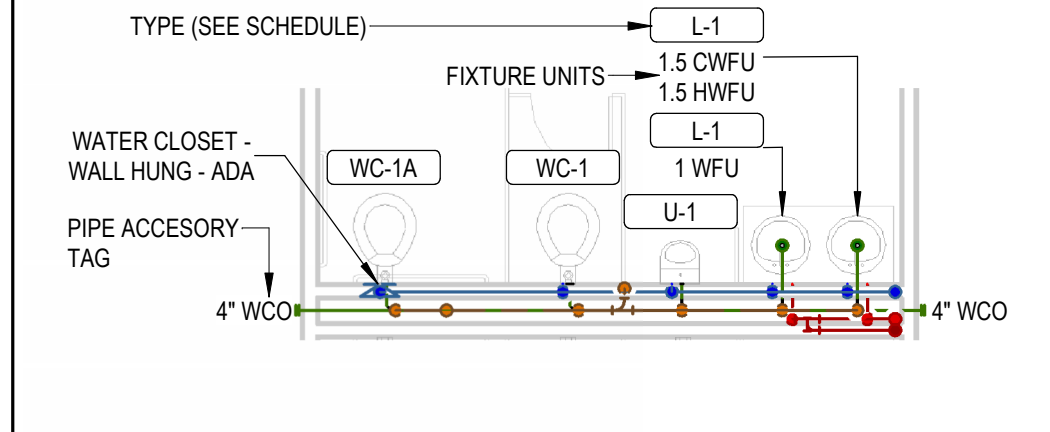 TYPE (SEE SCHEDULE)
L-1
FIXTURE UNITS
1.5 CWFU
1.5 HWFU
L-1
1 WFU
WATER CLOSET -
WALL HUNG - ADA
WC-1A
WC-1
U-1
PIPE ACCESORY
TAG
4" WCO
4" WCO